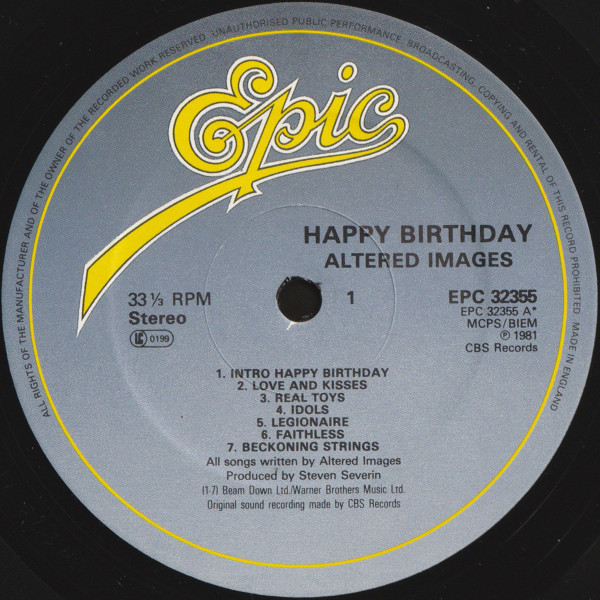 ALL RIGHTS OF THE MANUFACTURER AND OF THE OWNER OF THE RECORDED WORK RESERVED. UNAUTHORISED PUBLIC PERFORMANCE, BROADCASTING, COPYING AND RENTAL OF THIS RECORD PROHIBITED. MADE IN ENGLAND
Epic
HAPPY BIRTHDAY
ALTERED IMAGES
33⅓ RPM
Stereo
LC 0199
1
EPC 32355
EPC 32355 A*
MCPS/BIEM
℗ 1981
CBS Records
1. INTRO HAPPY BIRTHDAY
2. LOVE AND KISSES
3. REAL TOYS
4. IDOLS
5. LEGIONAIRE
6. FAITHLESS
7. BECKONING STRINGS
All songs written by Altered Images
Produced by Steven Severin
(1-7) Beam Down Ltd./Warner Brothers Music Ltd.
Original sound recording made by CBS Records